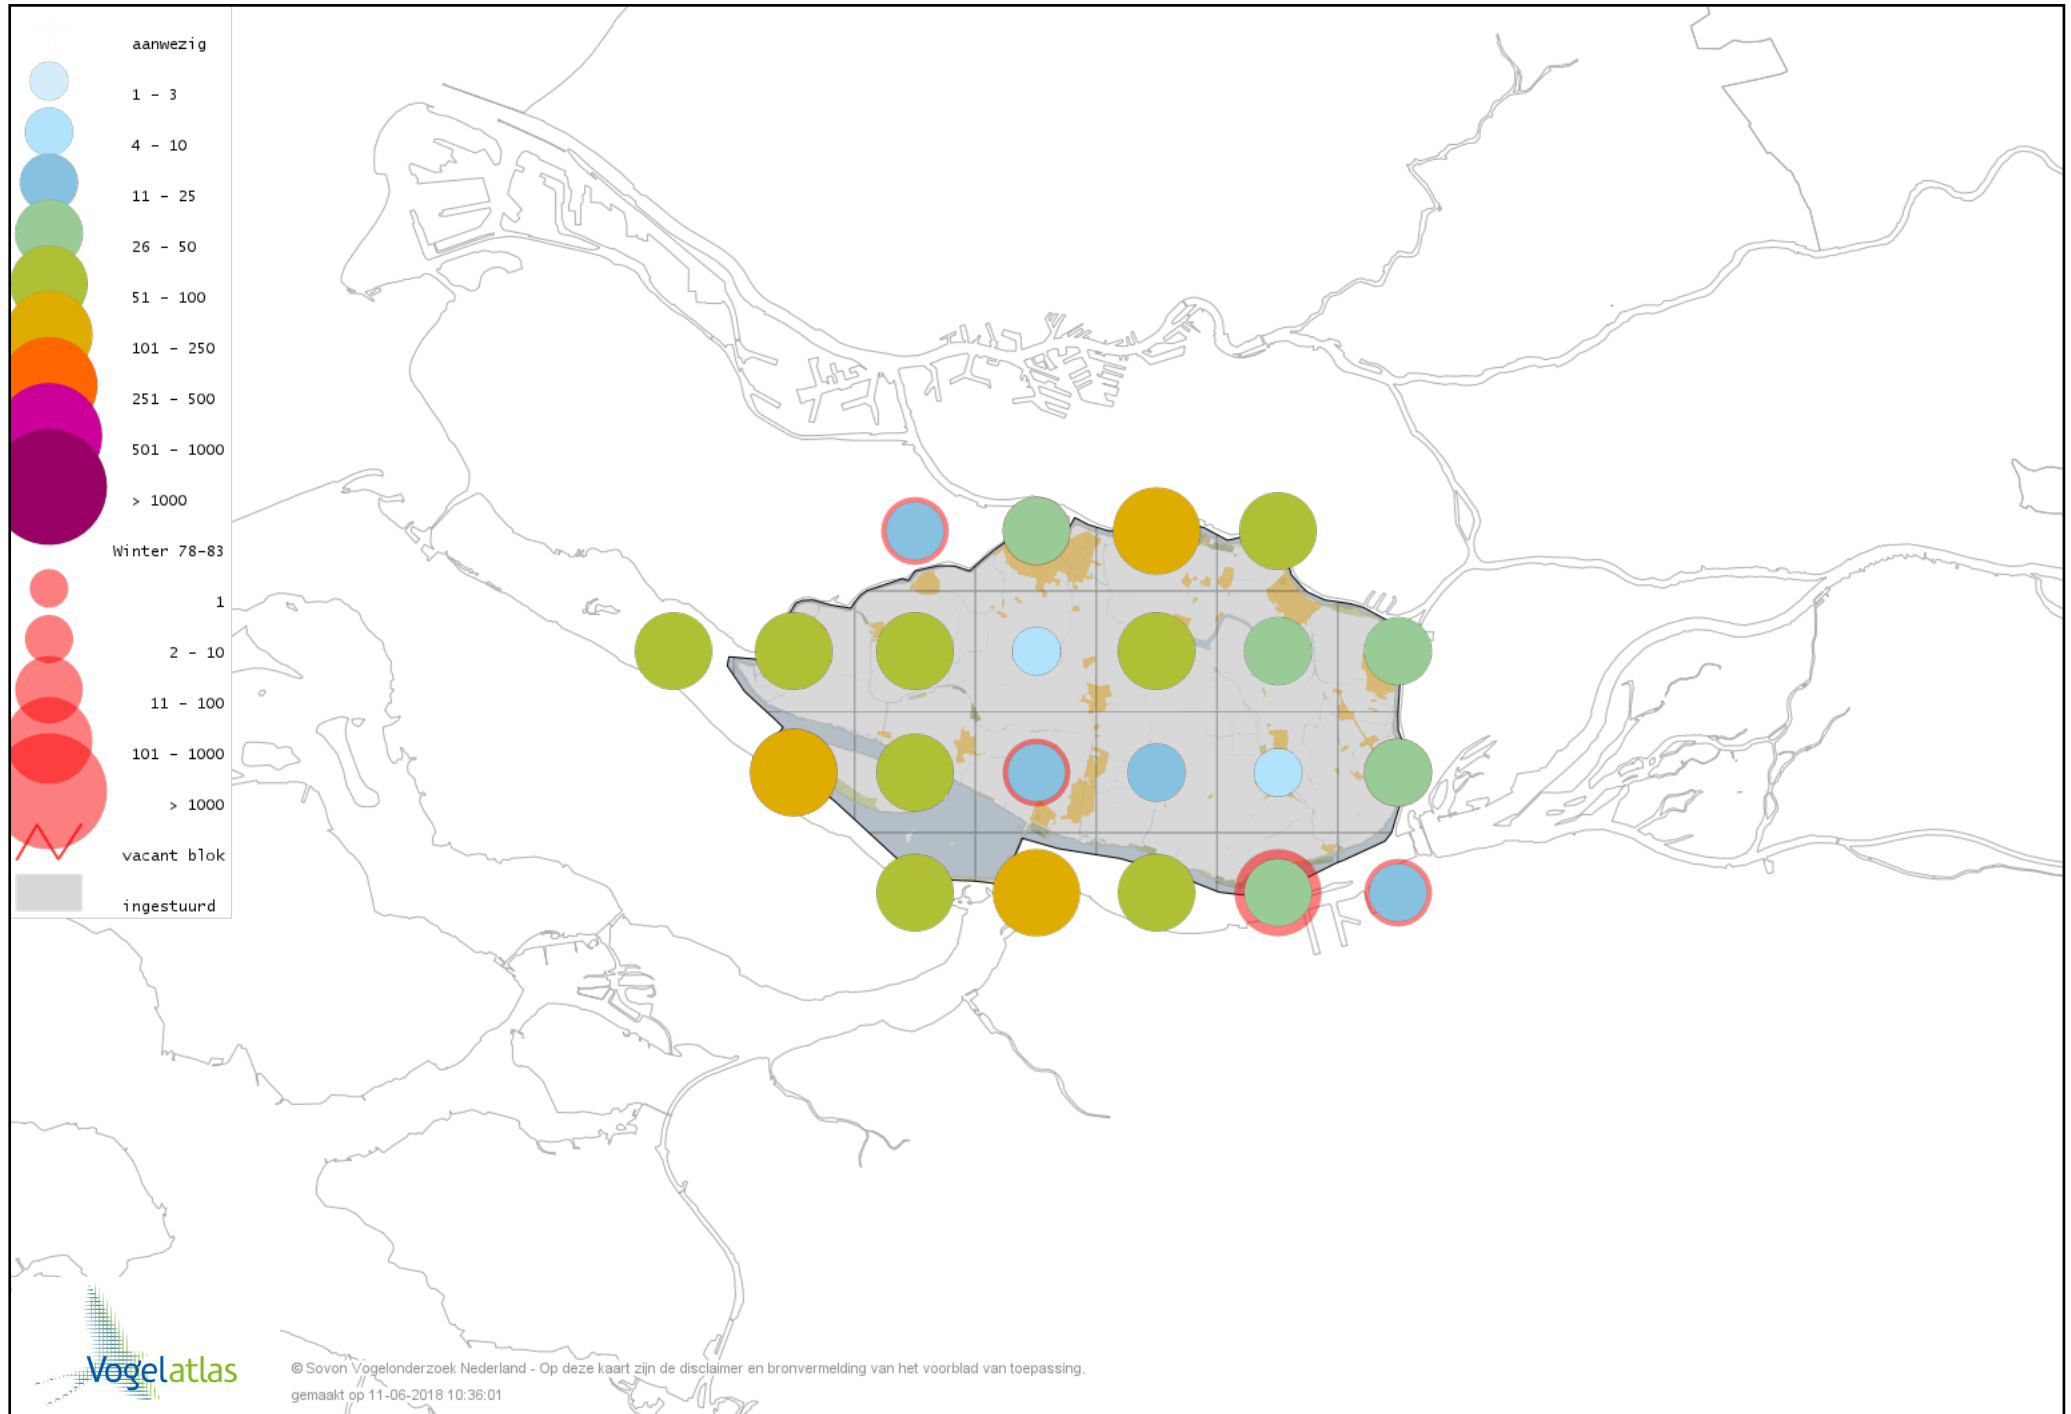 aanwezig
1 - 3
4 - 10
11 - 25
26 - 50
51 - 100
101 - 250
251 - 500
501 - 1000
> 1000
Winter 78-83
1
2 - 10
11 - 100
101 - 1000
> 1000
vacant blok
ingestuurd
Vogelatlas
© Sovon Vogelonderzoek Nederland - Op deze kaart zijn de disclaimer en bronvermelding van het voorblad van toepassing.
gemaakt op 11-06-2018 10:36:01